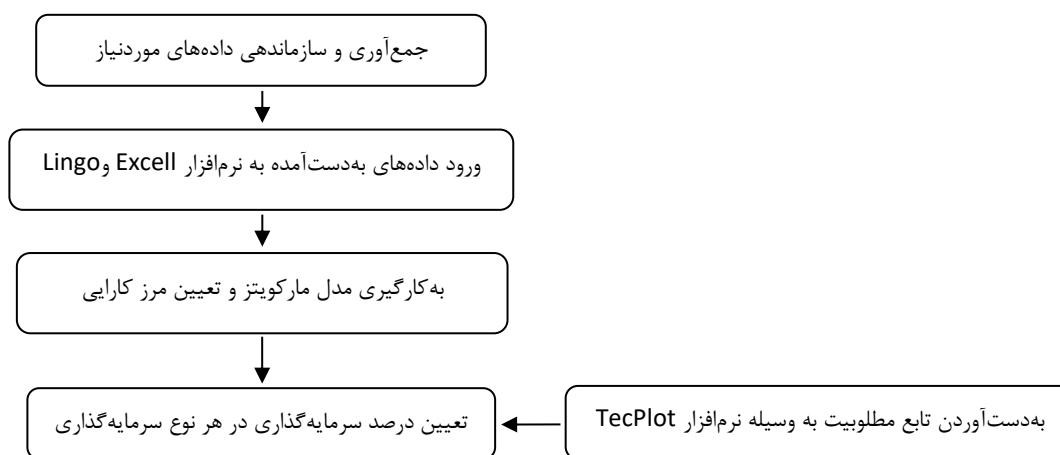 جمع‌آوری و سازماندهی داده‌های موردنیاز
ورود داده‌های به‌دست‌آمده به نرم‌افزار Excell وLingo
به‌کارگیری مدل مارکویتز و تعیین مرز کارایی
تعیین درصد سرمایه‌گذاری در هر نوع سرمایه‌گذاری
به‌دست‌آوردن تابع مطلوبیت به وسیله نرم‌افزار TecPlot